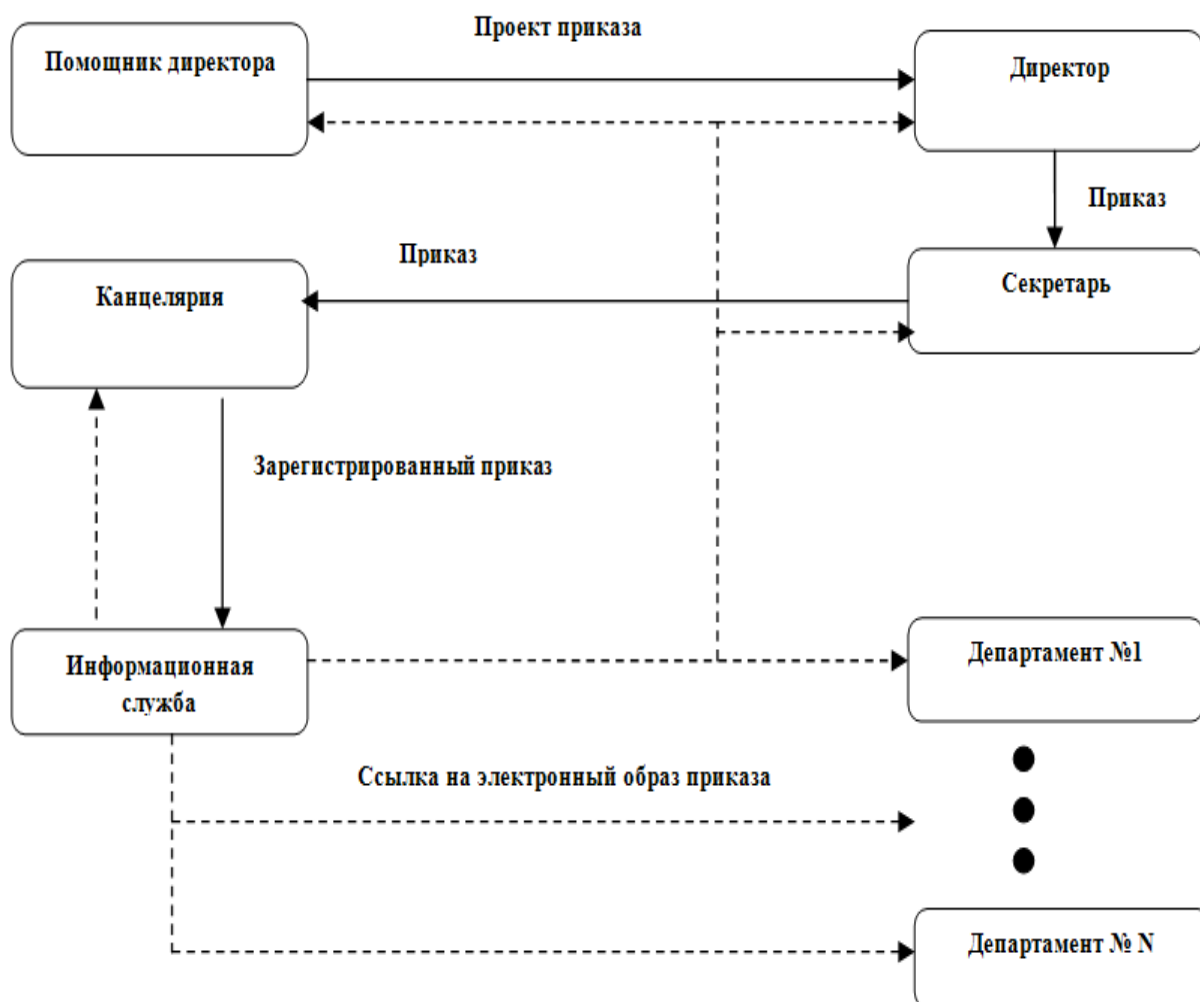 Проект приказа
Помощник директора
Директор
Приказ
Приказ
Секретарь
Канцелярия
Зарегистрированный приказ
Информационная
служба
Департамент №1
Ссылка на электронный образ приказа
Департамент № N